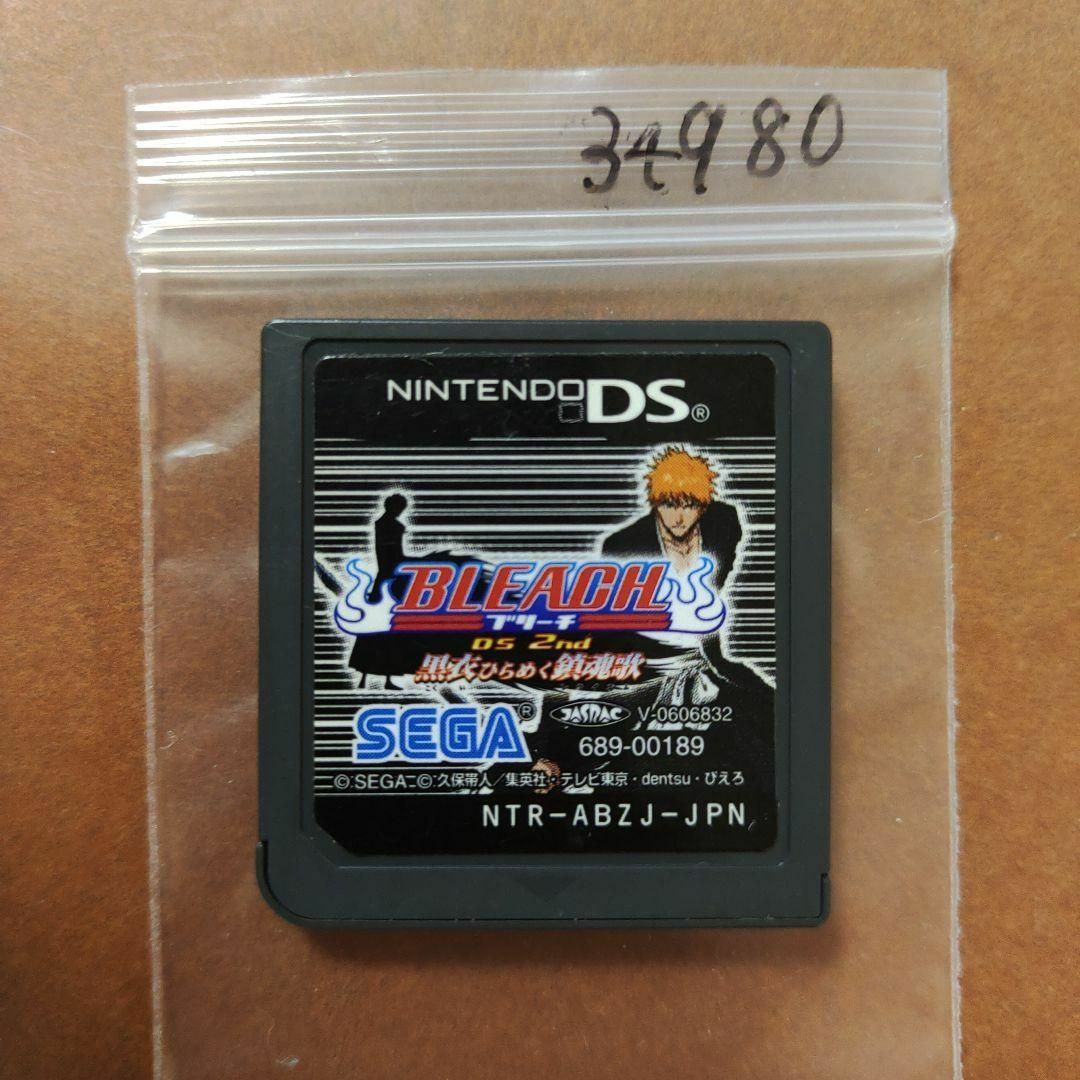 34980
NINTENDO DS®
BLEACH
ブリーチ
DS 2nd
黒衣ひらめく鎮魂歌
SEGA®
JASRAC V-0606832
689-00189
©SEGA ©久保帯人/集英社・テレビ東京・dentsu・ぴえろ
NTR-ABZJ-JPN